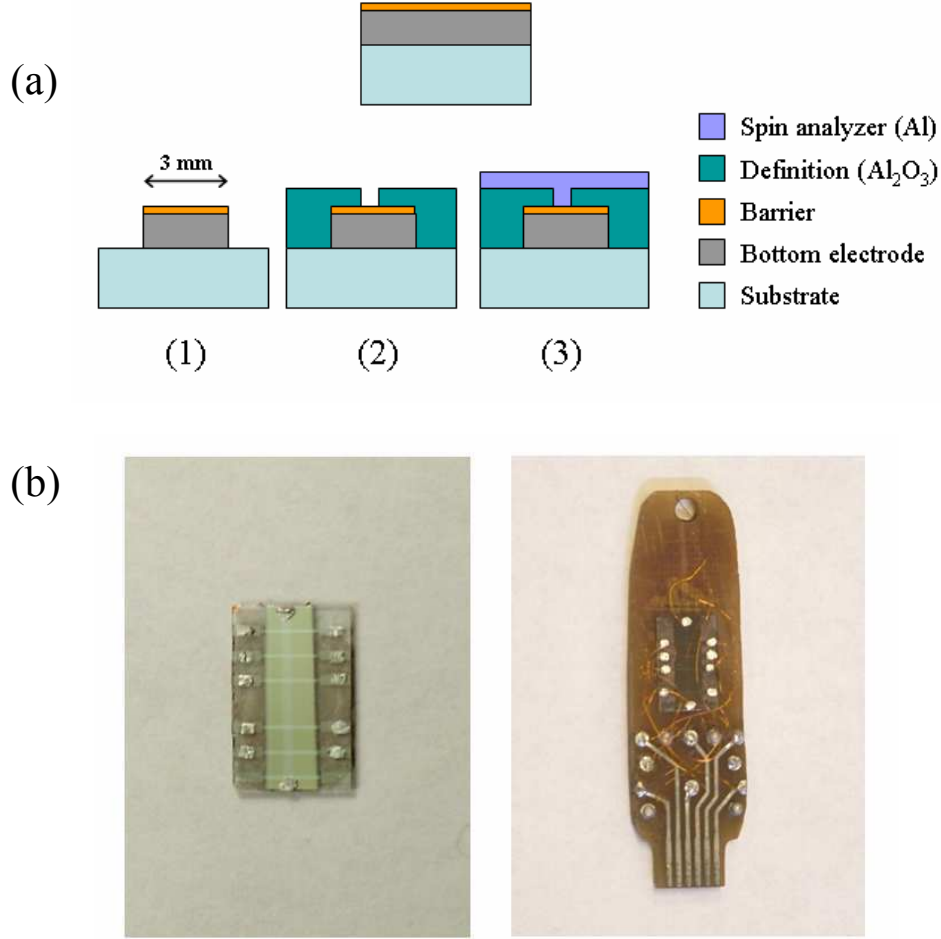 (a)
3 mm
Spin analyzer (Al)
Definition (Al₂O₃)
Barrier
Bottom electrode
Substrate
(1)
(2)
(3)
(b)